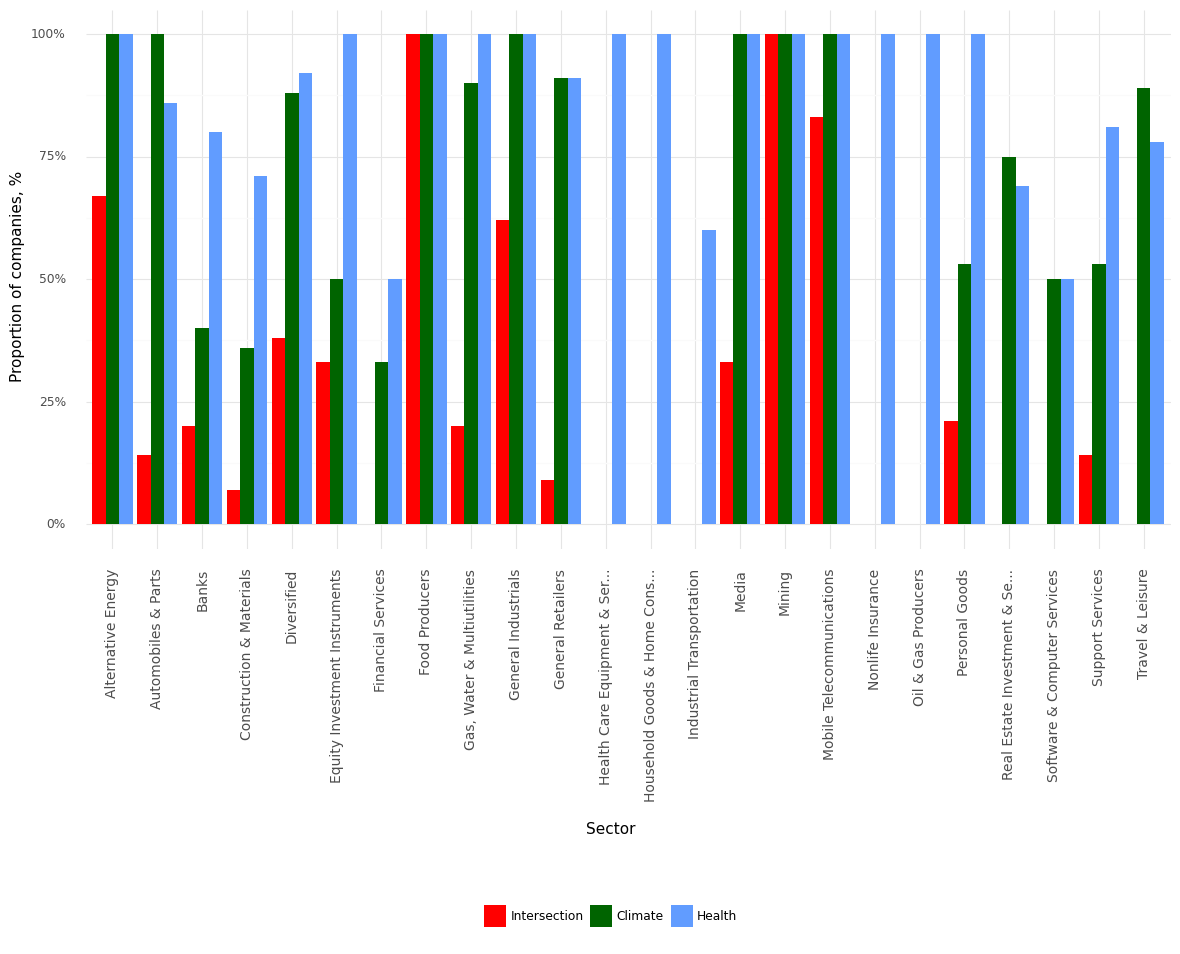 Proportion of companies, %
100%
75%
50%
25%
0%
Alternative Energy
Automobiles & Parts
Banks
Construction & Materials
Diversified
Equity Investment Instruments
Financial Services
Food Producers
Gas, Water & Multiutilities
General Industrials
General Retailers
Health Care Equipment & Ser...
Household Goods & Home Cons...
Industrial Transportation
Media
Mining
Mobile Telecommunications
Nonlife Insurance
Oil & Gas Producers
Personal Goods
Real Estate Investment & Se...
Software & Computer Services
Support Services
Travel & Leisure
Sector
Intersection Climate Health